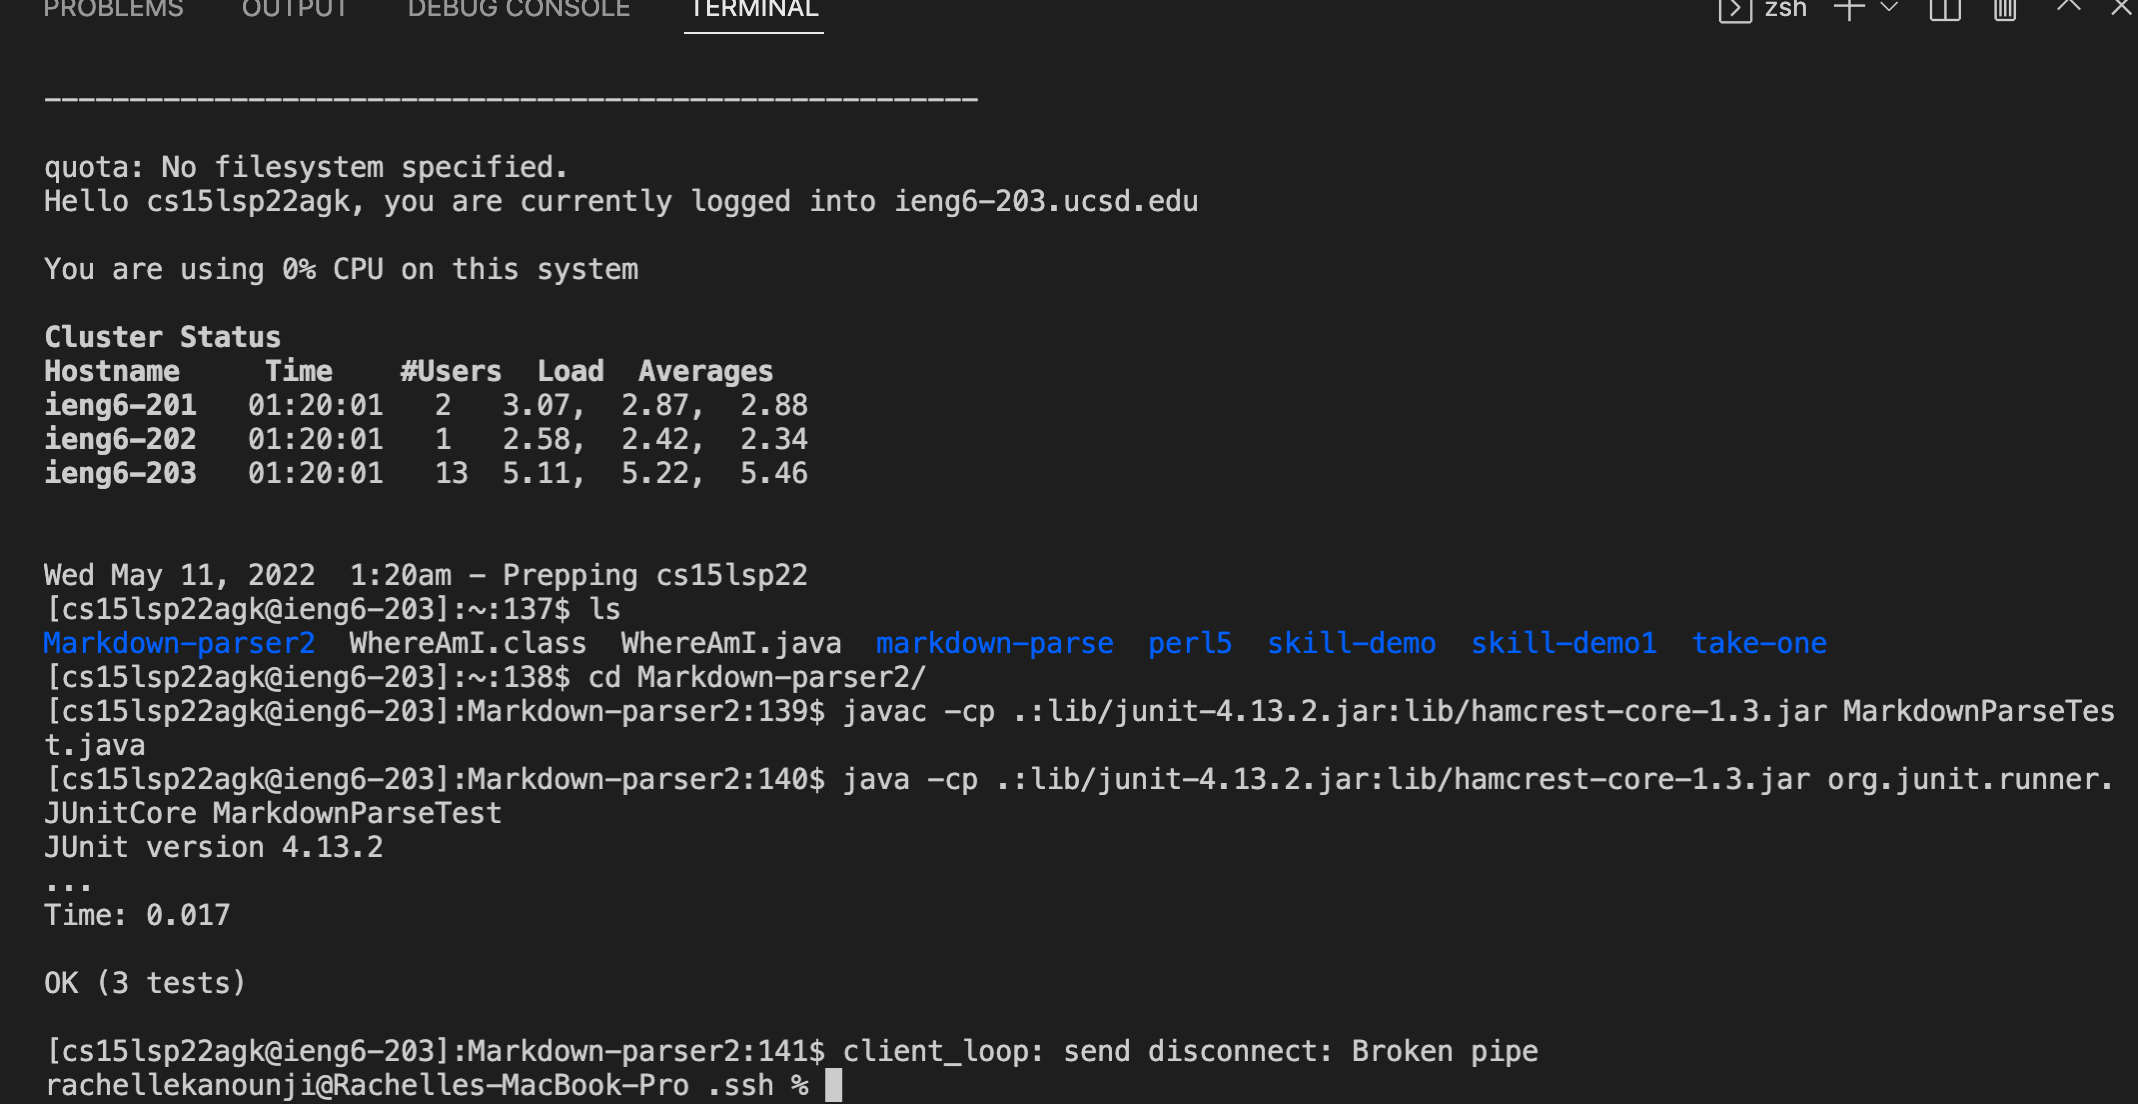 PROBLEMS OUTPUT DEBUG CONSOLE TERMINAL zsh
-------------------------------------------------------
quota: No filesystem specified.
Hello cs15lsp22agk, you are currently logged into ieng6-203.ucsd.edu
You are using 0% CPU on this system
Cluster Status
Hostname     Time    #Users  Load  Averages
ieng6-201   01:20:01   2   3.07,  2.87,  2.88
ieng6-202   01:20:01   1   2.58,  2.42,  2.34
ieng6-203   01:20:01   13  5.11,  5.22,  5.46
Wed May 11, 2022  1:20am - Prepping cs15lsp22
[cs15lsp22agk@ieng6-203]:~:137$ ls
Markdown-parser2  WhereAmI.class  WhereAmI.java  markdown-parse  perl5  skill-demo  skill-demo1  take-one
[cs15lsp22agk@ieng6-203]:~:138$ cd Markdown-parser2/
[cs15lsp22agk@ieng6-203]:Markdown-parser2:139$ javac -cp .:lib/junit-4.13.2.jar:lib/hamcrest-core-1.3.jar MarkdownParseTes
t.java
[cs15lsp22agk@ieng6-203]:Markdown-parser2:140$ java -cp .:lib/junit-4.13.2.jar:lib/hamcrest-core-1.3.jar org.junit.runner.
JUnitCore MarkdownParseTest
JUnit version 4.13.2
...
Time: 0.017
OK (3 tests)
[cs15lsp22agk@ieng6-203]:Markdown-parser2:141$ client_loop: send disconnect: Broken pipe
rachellekanounji@Rachelles-MacBook-Pro .ssh %